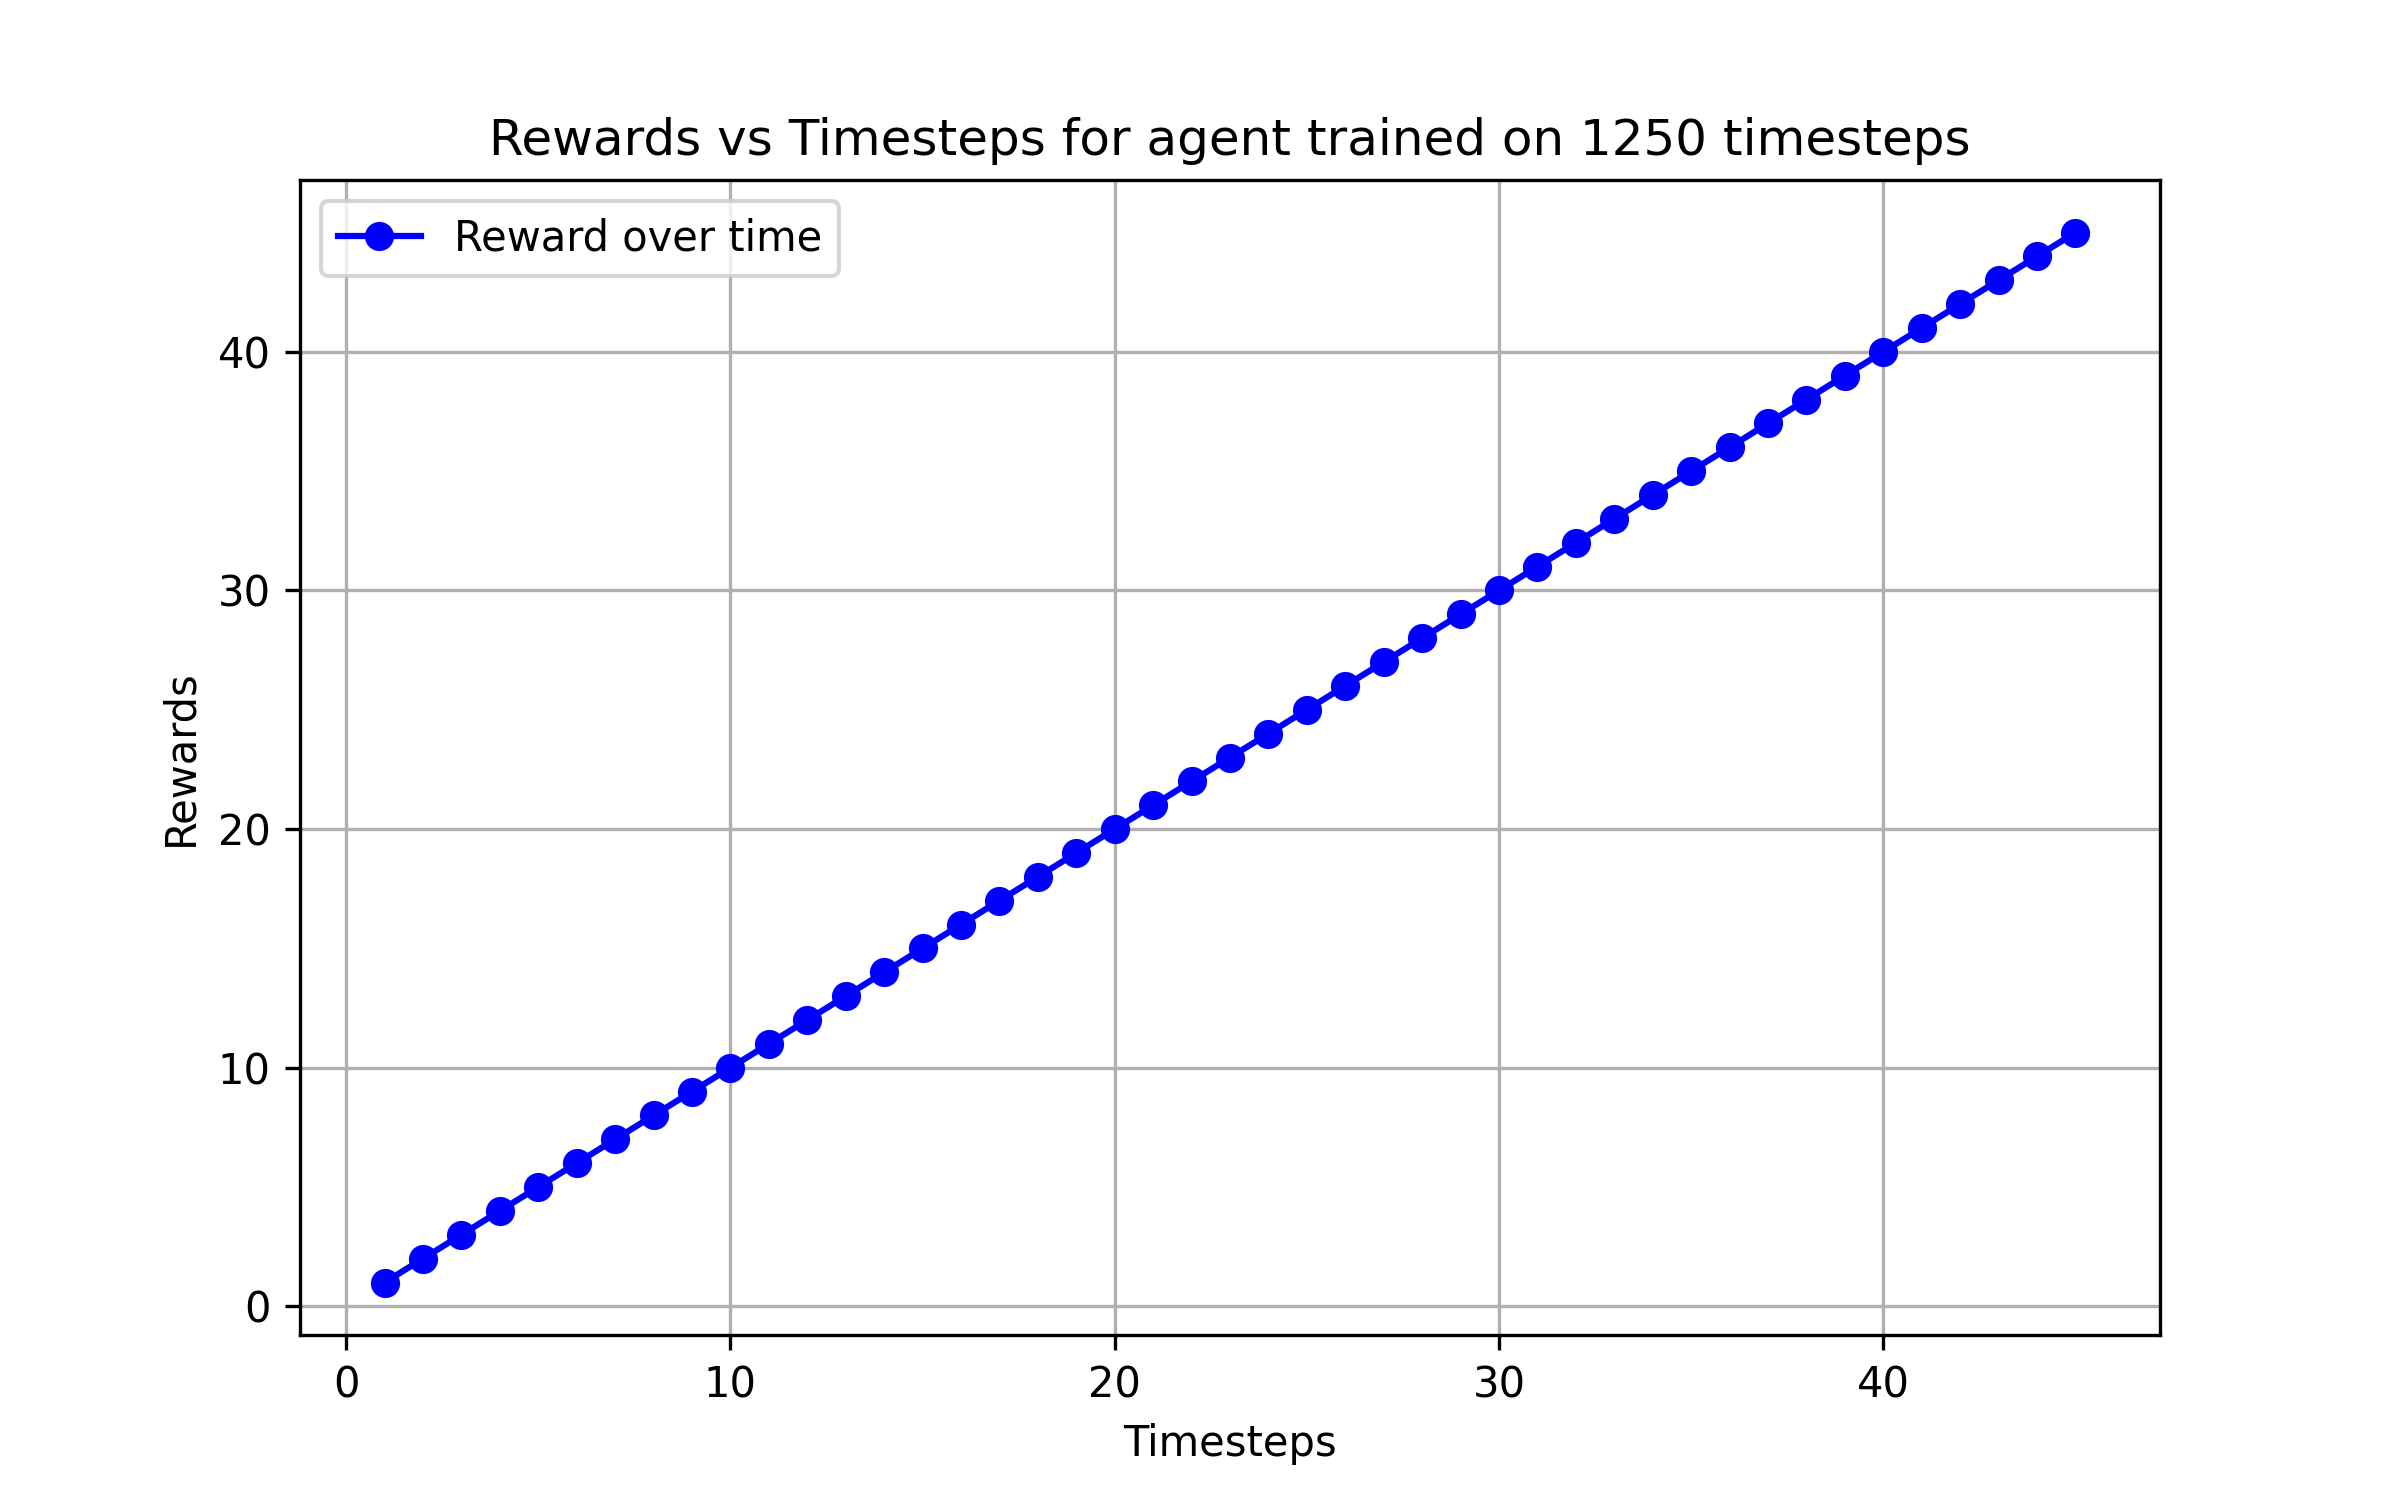 Rewards vs Timesteps for agent trained on 1250 timesteps
Reward over time
Rewards
40
30
20
10
0
0 10 20 30 40
Timesteps